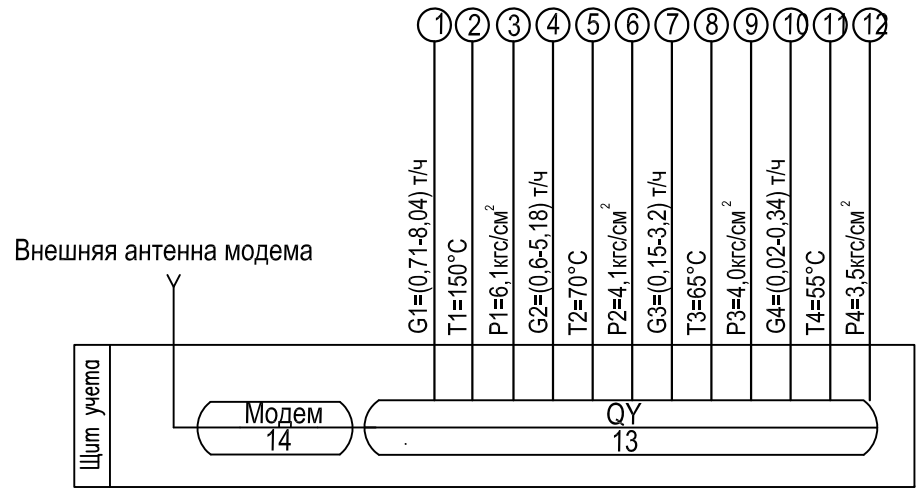 1 2 3 4 5 6 7 8 9 10 11 12
G1=(0,71-8,04) т/ч
T1=150°C
P1=6,1кгс/см²
G2=(0,6-5,18) т/ч
T2=70°C
P2=4,1кгс/см²
G3=(0,15-3,2) т/ч
T3=65°C
P3=4,0кгс/см²
G4=(0,02-0,34) т/ч
T4=55°C
P4=3,5кгс/см²
Внешняя антенна модема
Щит учета
Модем
14
QY
13